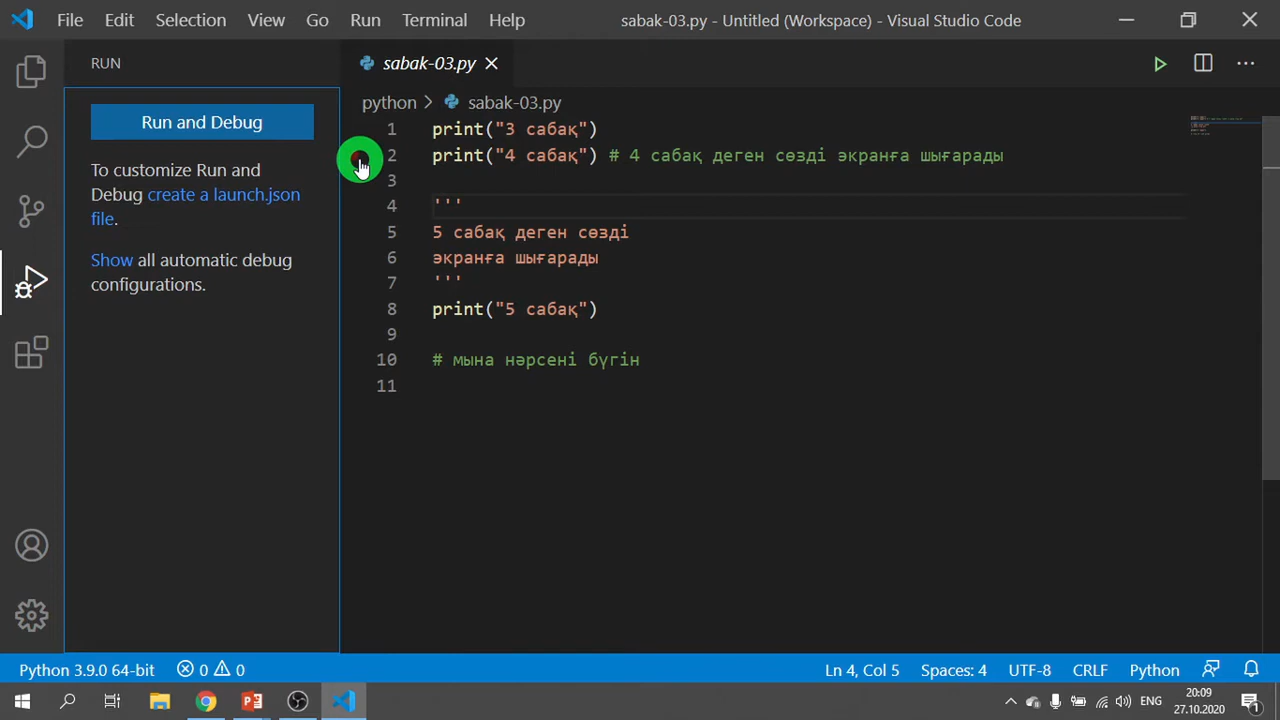 File Edit Selection View Go Run Terminal Help sabak-03.py - Untitled (Workspace) - Visual Studio Code
RUN
sabak-03.py
Run and Debug
To customize Run and
Debug create a launch.json
file.
Show all automatic debug
configurations.
python > sabak-03.py
1 print("3 сабақ")
2 print("4 сабақ") # 4 сабақ деген сөзді экранға шығарады
3
4 '''
5 5 сабақ деген сөзді
6 экранға шығарады
7 '''
8 print("5 сабақ")
9
10 # мына нәрсені бүгін
11
Python 3.9.0 64-bit 0 0 Ln 4, Col 5 Spaces: 4 UTF-8 CRLF Python
ENG 20:09
27.10.2020 1